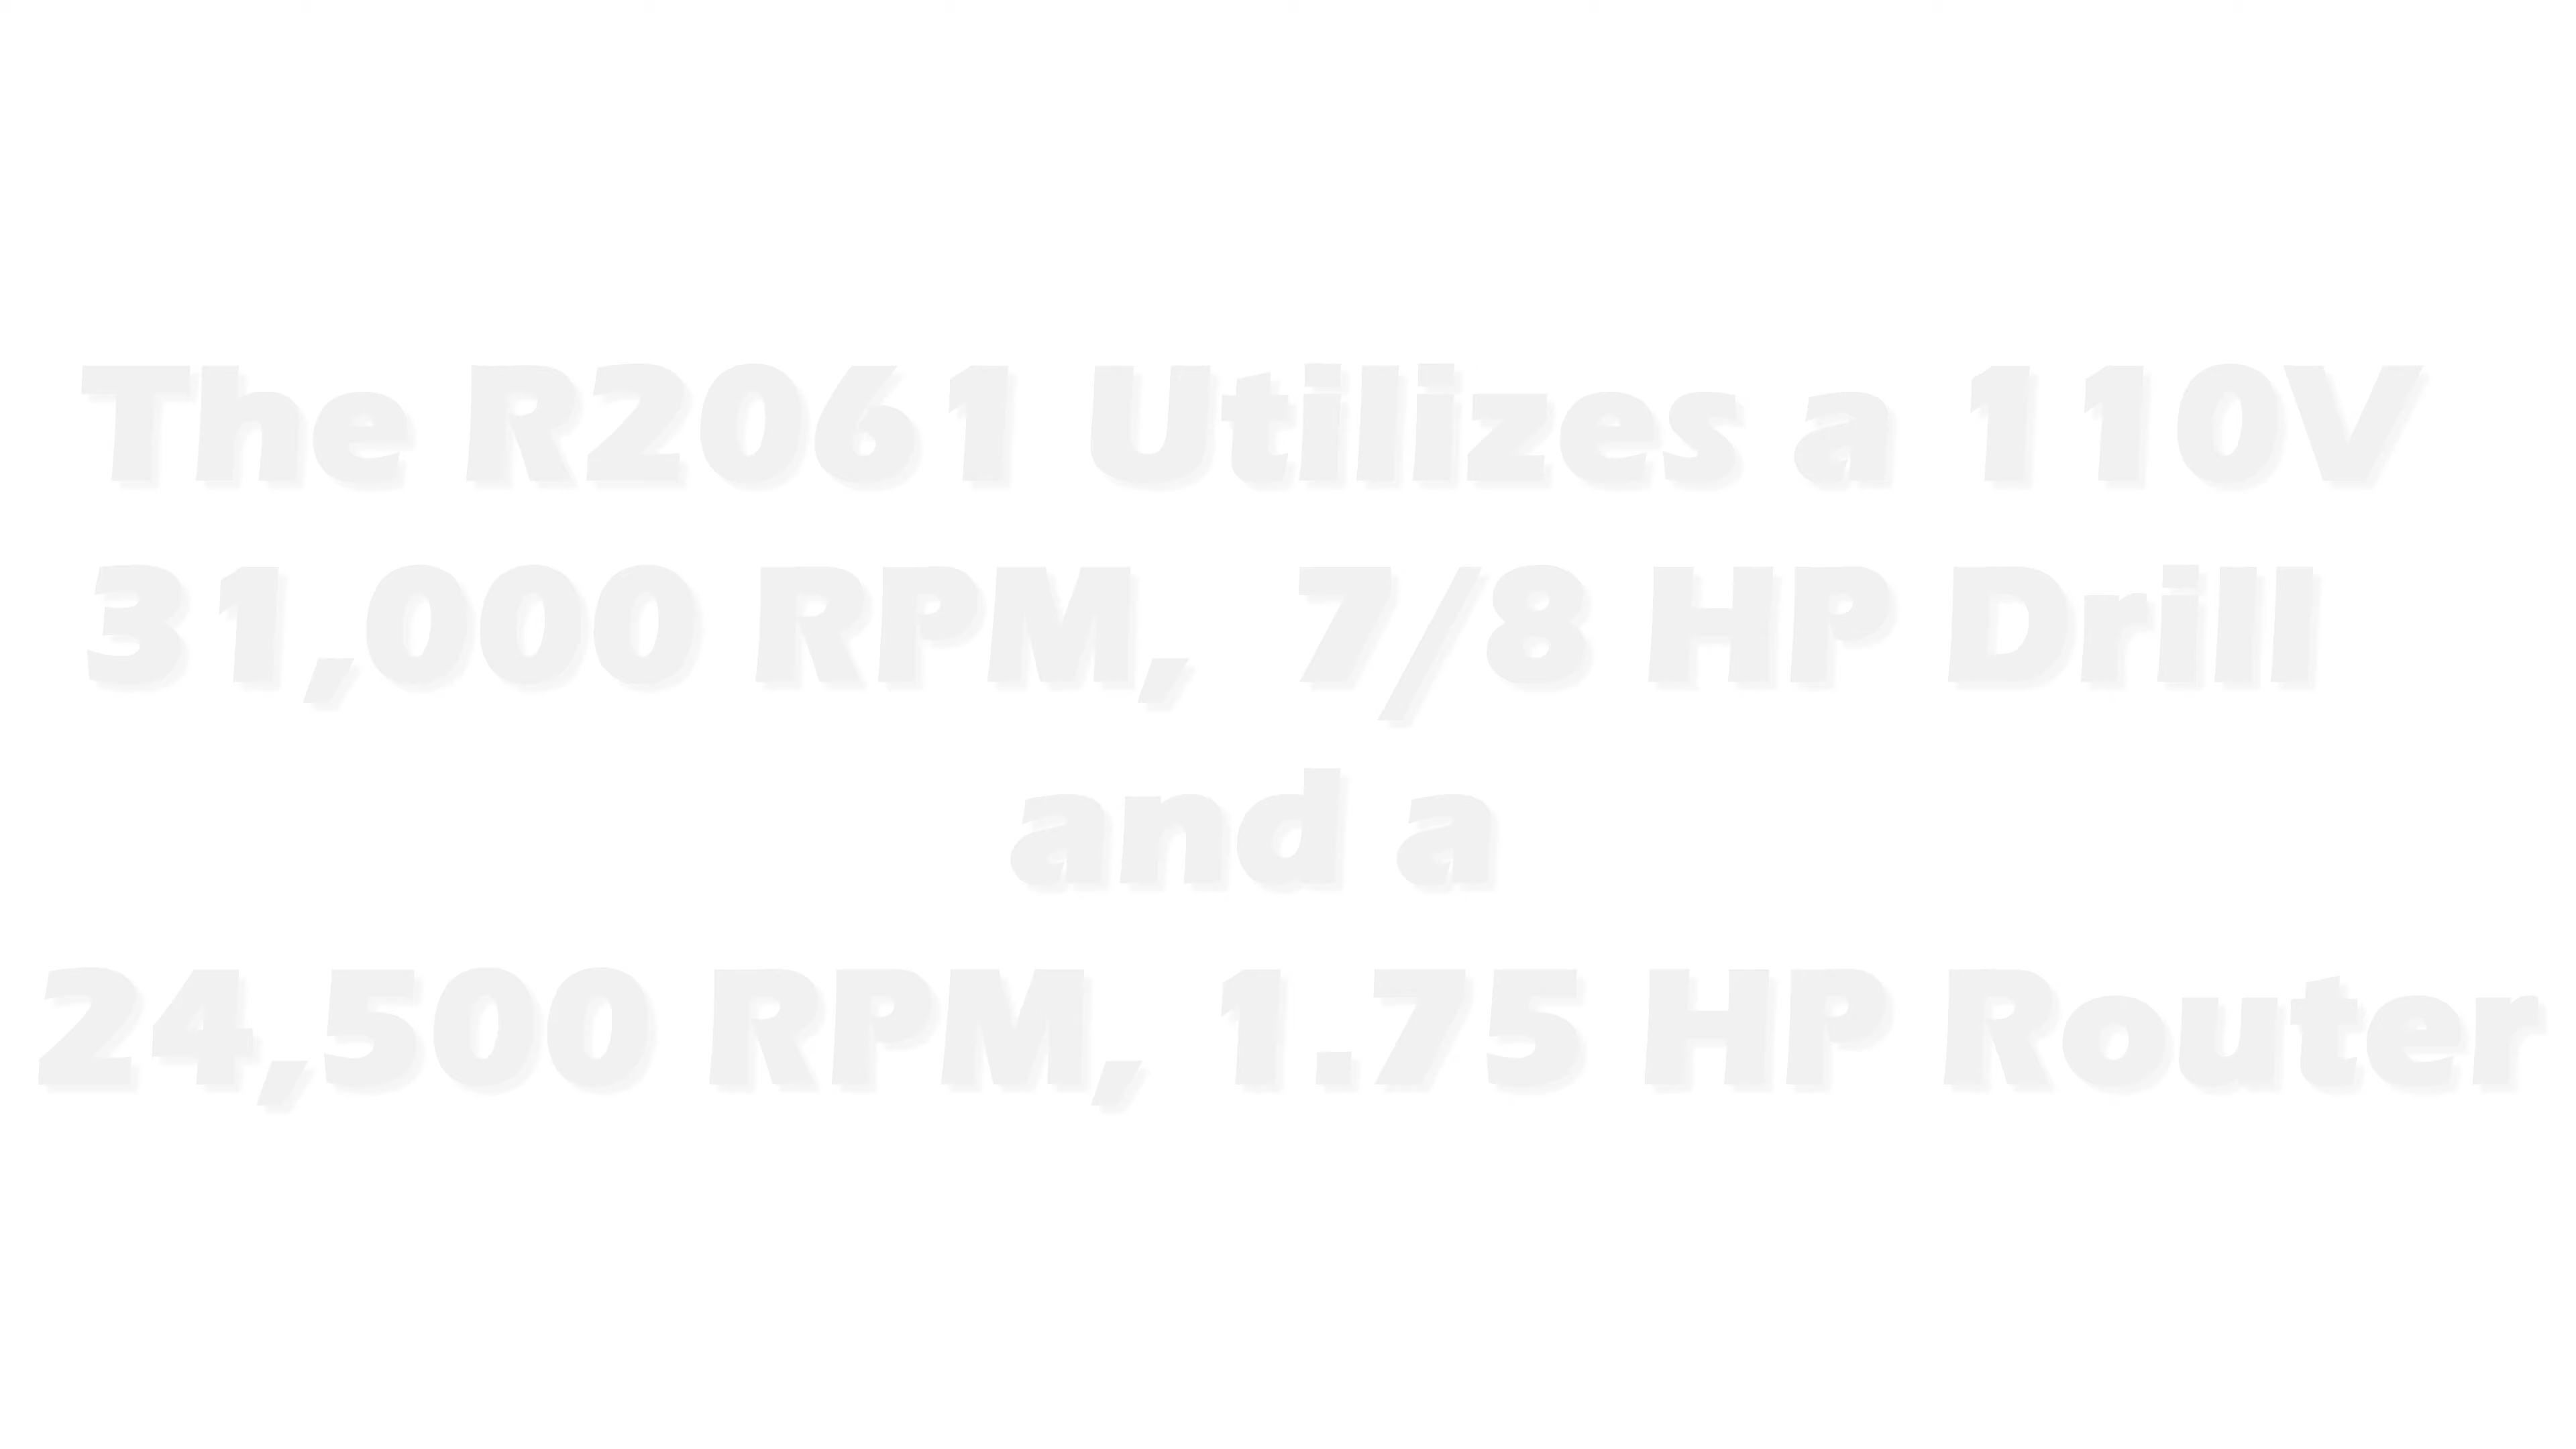 The R2061 Utilizes a 110V
31,000 RPM, 7/8 HP Drill
and a
24,500 RPM, 1.75 HP Router